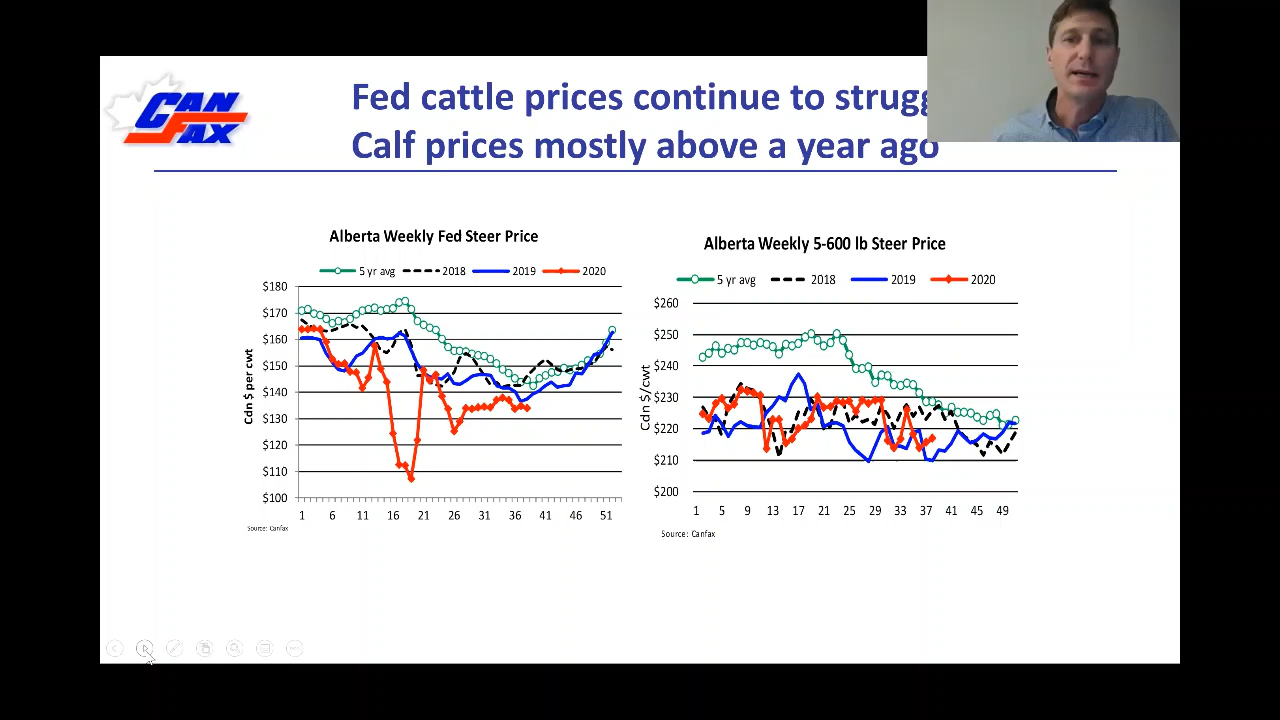 CAN
FAX
Fed cattle prices continue to
Calf prices mostly above a year ago
Alberta Weekly Fed Steer Price
5 yr avg 2018 2019 2020
$180
$170
$160
$150
$140
$130
$120
$110
$100
Cdn $ per cwt
1 6 11 16 21 26 31 36 41 46 51
Source: Canfax
Alberta Weekly 5-600 lb Steer Price
5 yr avg 2018 2019 2020
$260
$250
$240
$230
$220
$210
$200
Cdn $/cwt
1 5 9 13 17 21 25 29 33 37 41 45 49
Source: Canfax